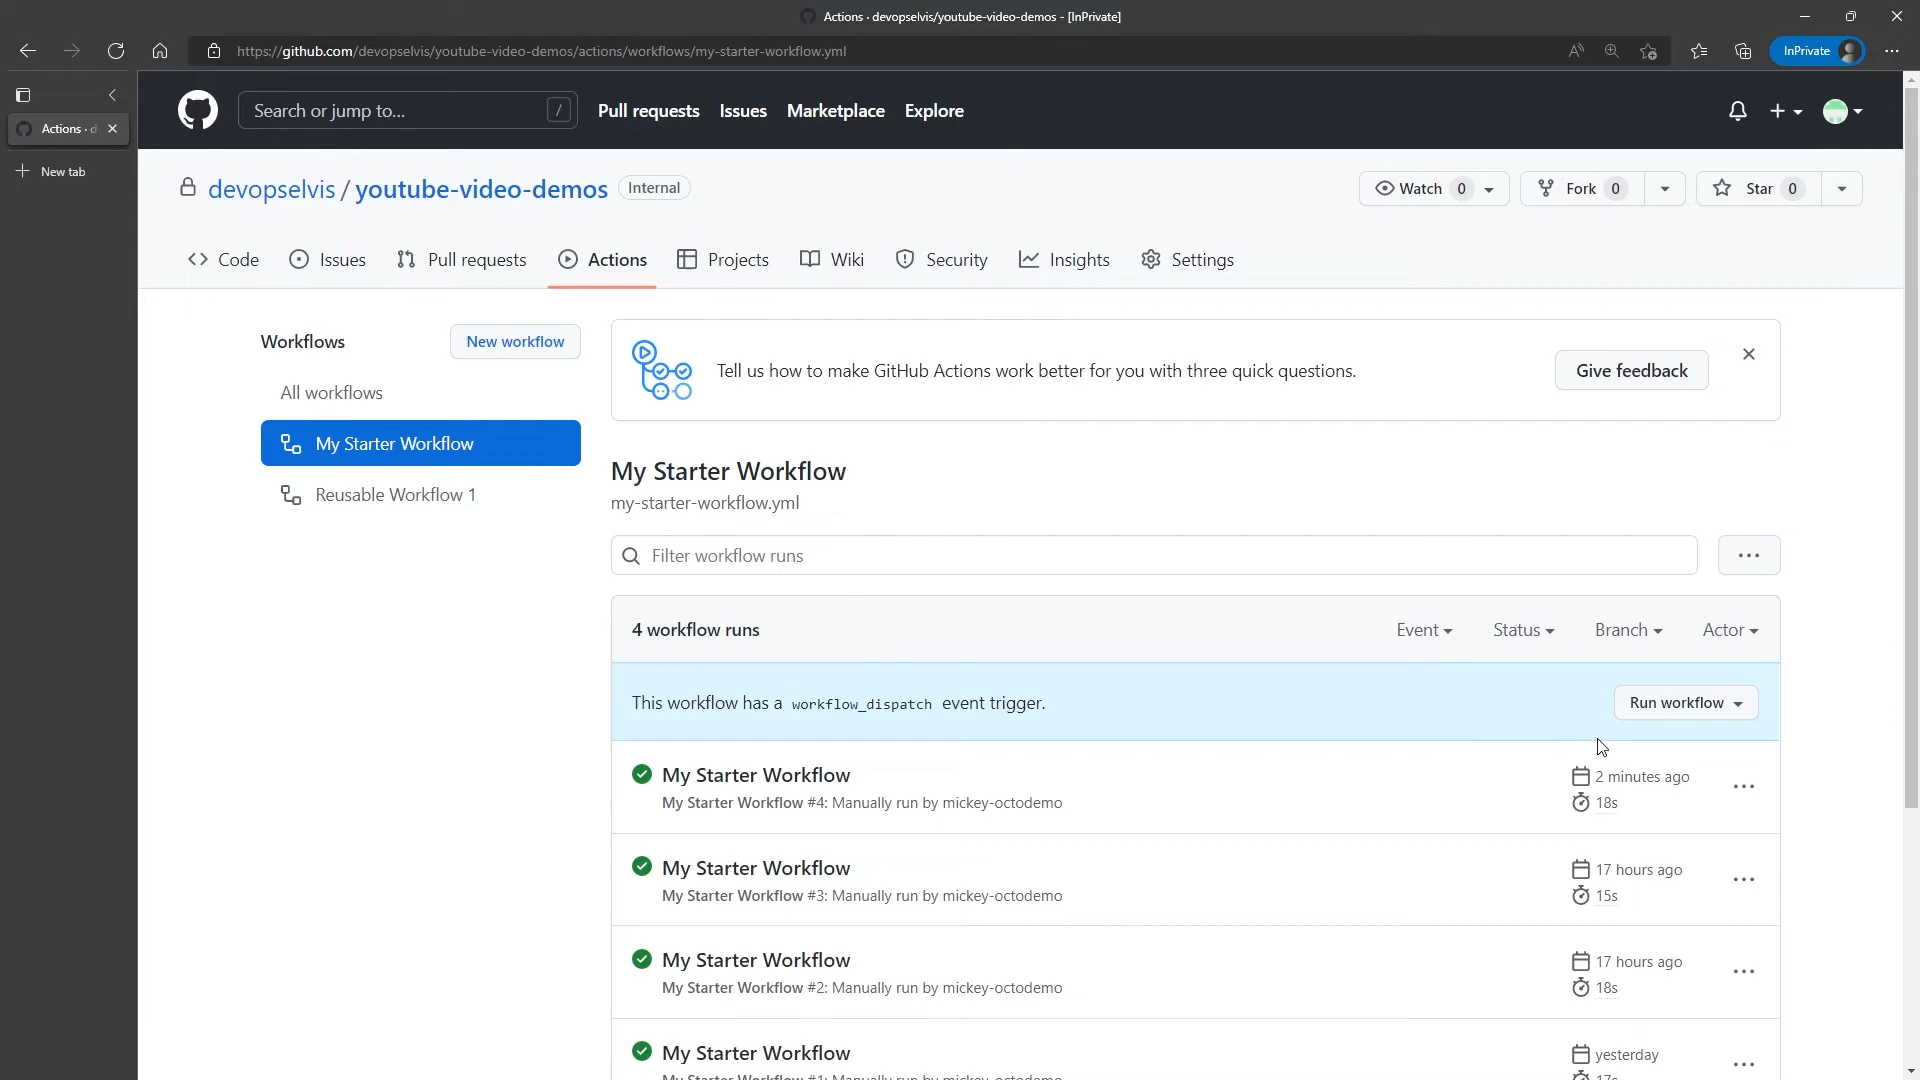 Actions · devopselvis/youtube-video-demos - [InPrivate]
https://github.com/devopselvis/youtube-video-demos/actions/workflows/my-starter-workflow.yml
InPrivate
Actions · d
New tab
Search or jump to...
/
Pull requests
Issues
Marketplace
Explore
devopselvis / youtube-video-demos
Internal
Watch 0
Fork 0
Star 0
Code
Issues
Pull requests
Actions
Projects
Wiki
Security
Insights
Settings
Workflows
New workflow
All workflows
My Starter Workflow
Reusable Workflow 1
Tell us how to make GitHub Actions work better for you with three quick questions.
Give feedback
My Starter Workflow
my-starter-workflow.yml
Filter workflow runs
4 workflow runs
Event
Status
Branch
Actor
This workflow has a workflow_dispatch event trigger.
Run workflow
My Starter Workflow
My Starter Workflow #4: Manually run by mickey-octodemo
2 minutes ago
18s
My Starter Workflow
My Starter Workflow #3: Manually run by mickey-octodemo
17 hours ago
15s
My Starter Workflow
My Starter Workflow #2: Manually run by mickey-octodemo
17 hours ago
18s
My Starter Workflow
My Starter Workflow #1: Manually run by mickey-octodemo
yesterday
17s